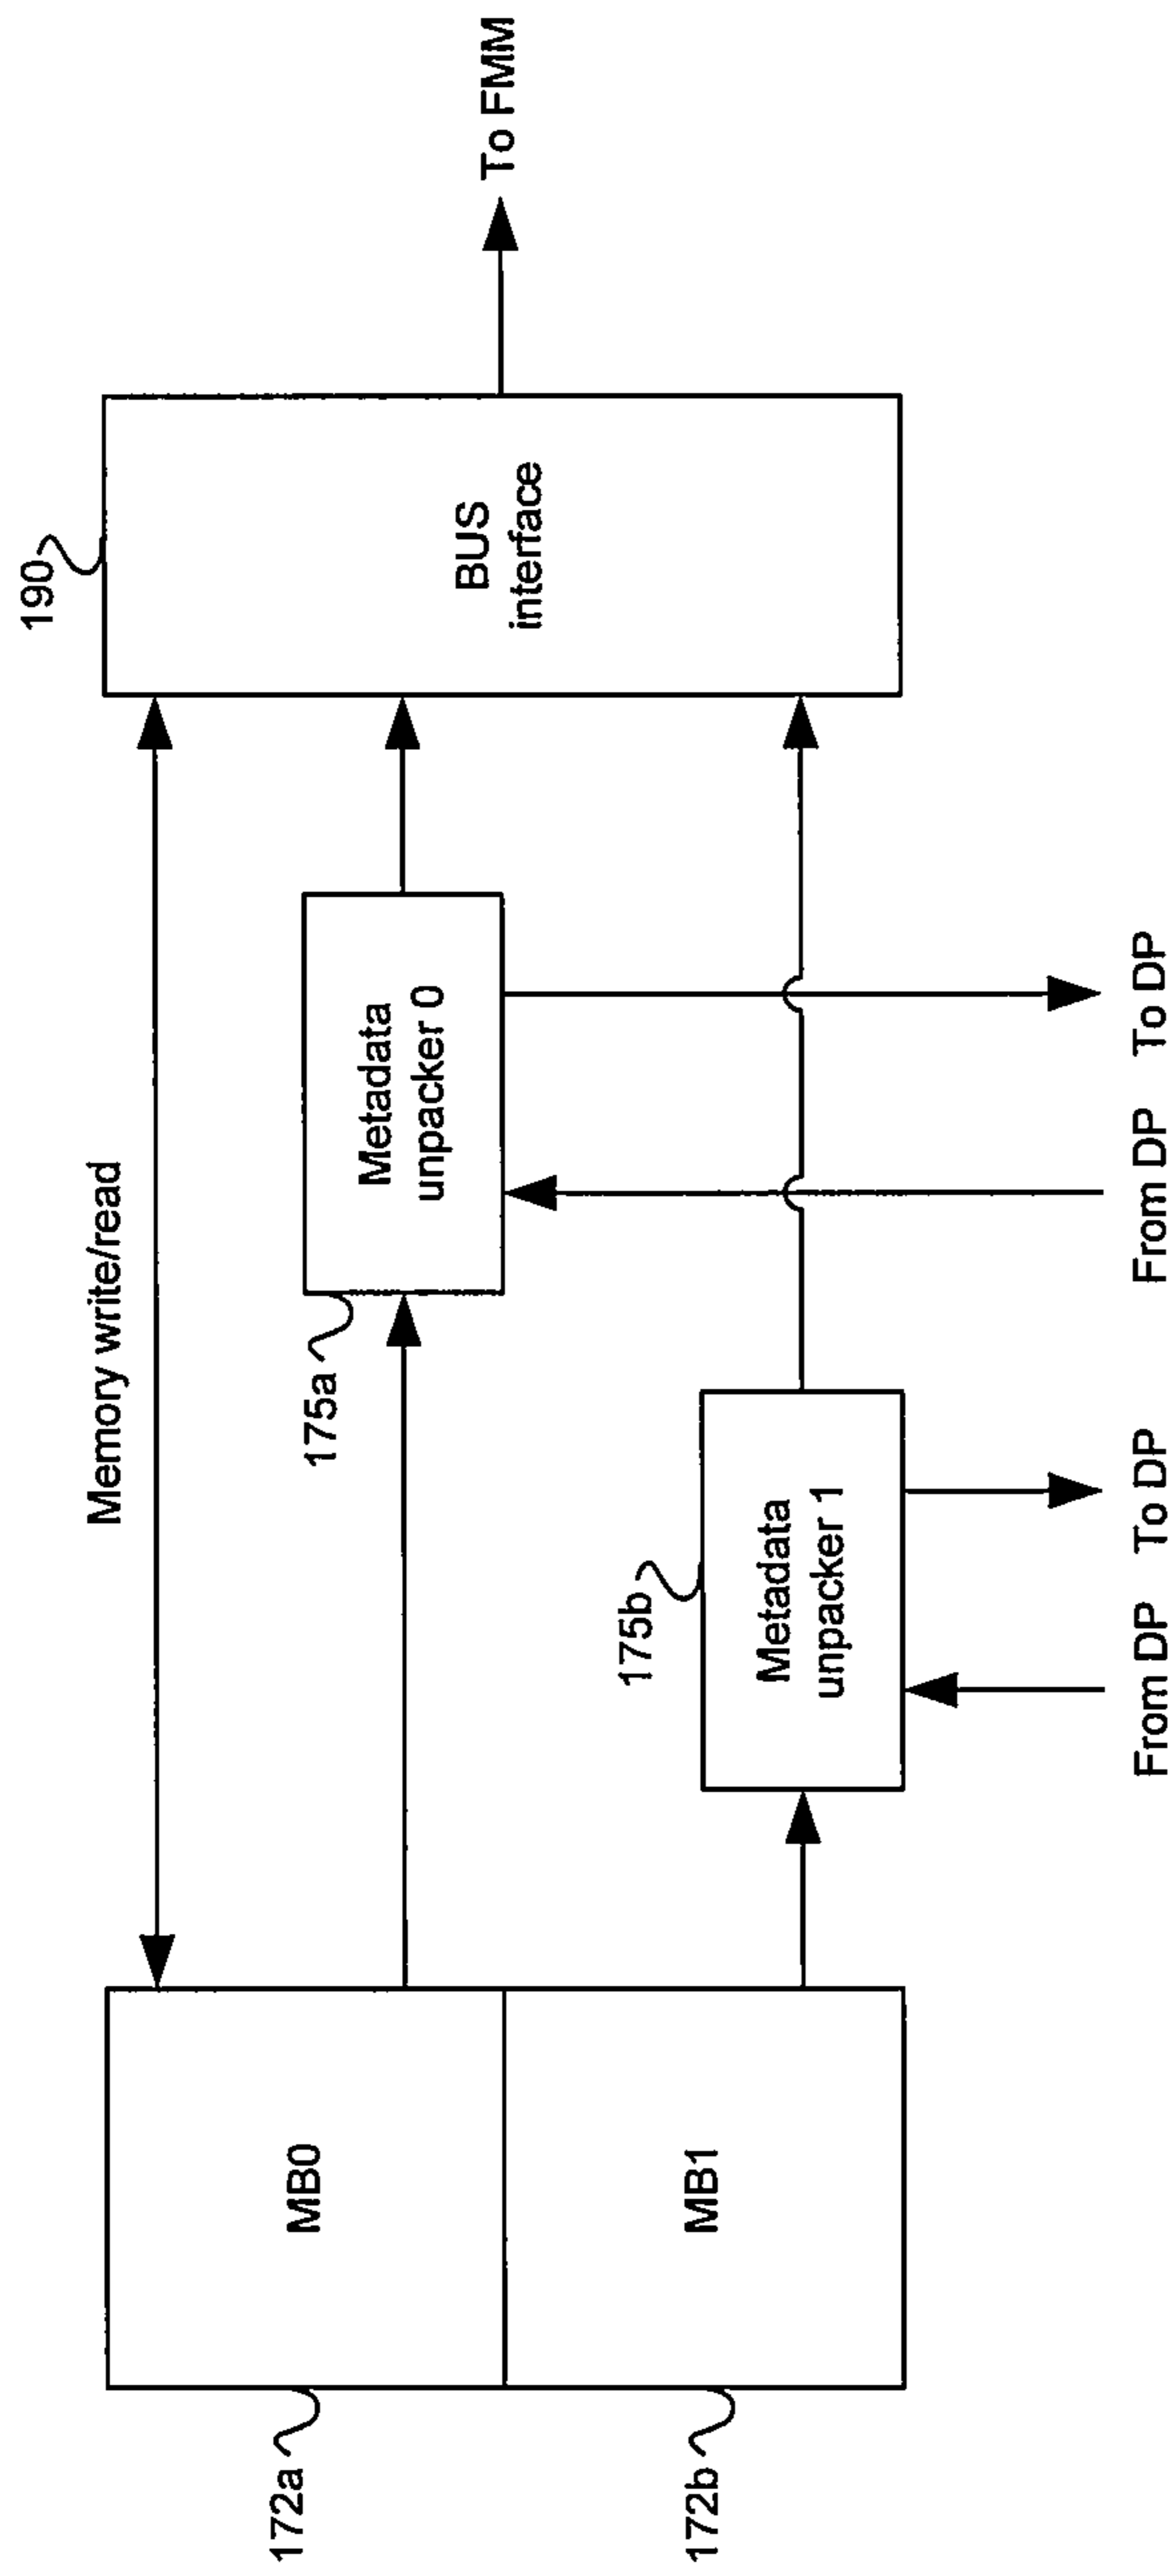 190
To FMM
Memory write/read
BUS
interface
175a
Metadata
unpacker 0
MB0
172a
175b
Metadata
unpacker 1
MB1
172b
From DP
To DP
From DP
To DP